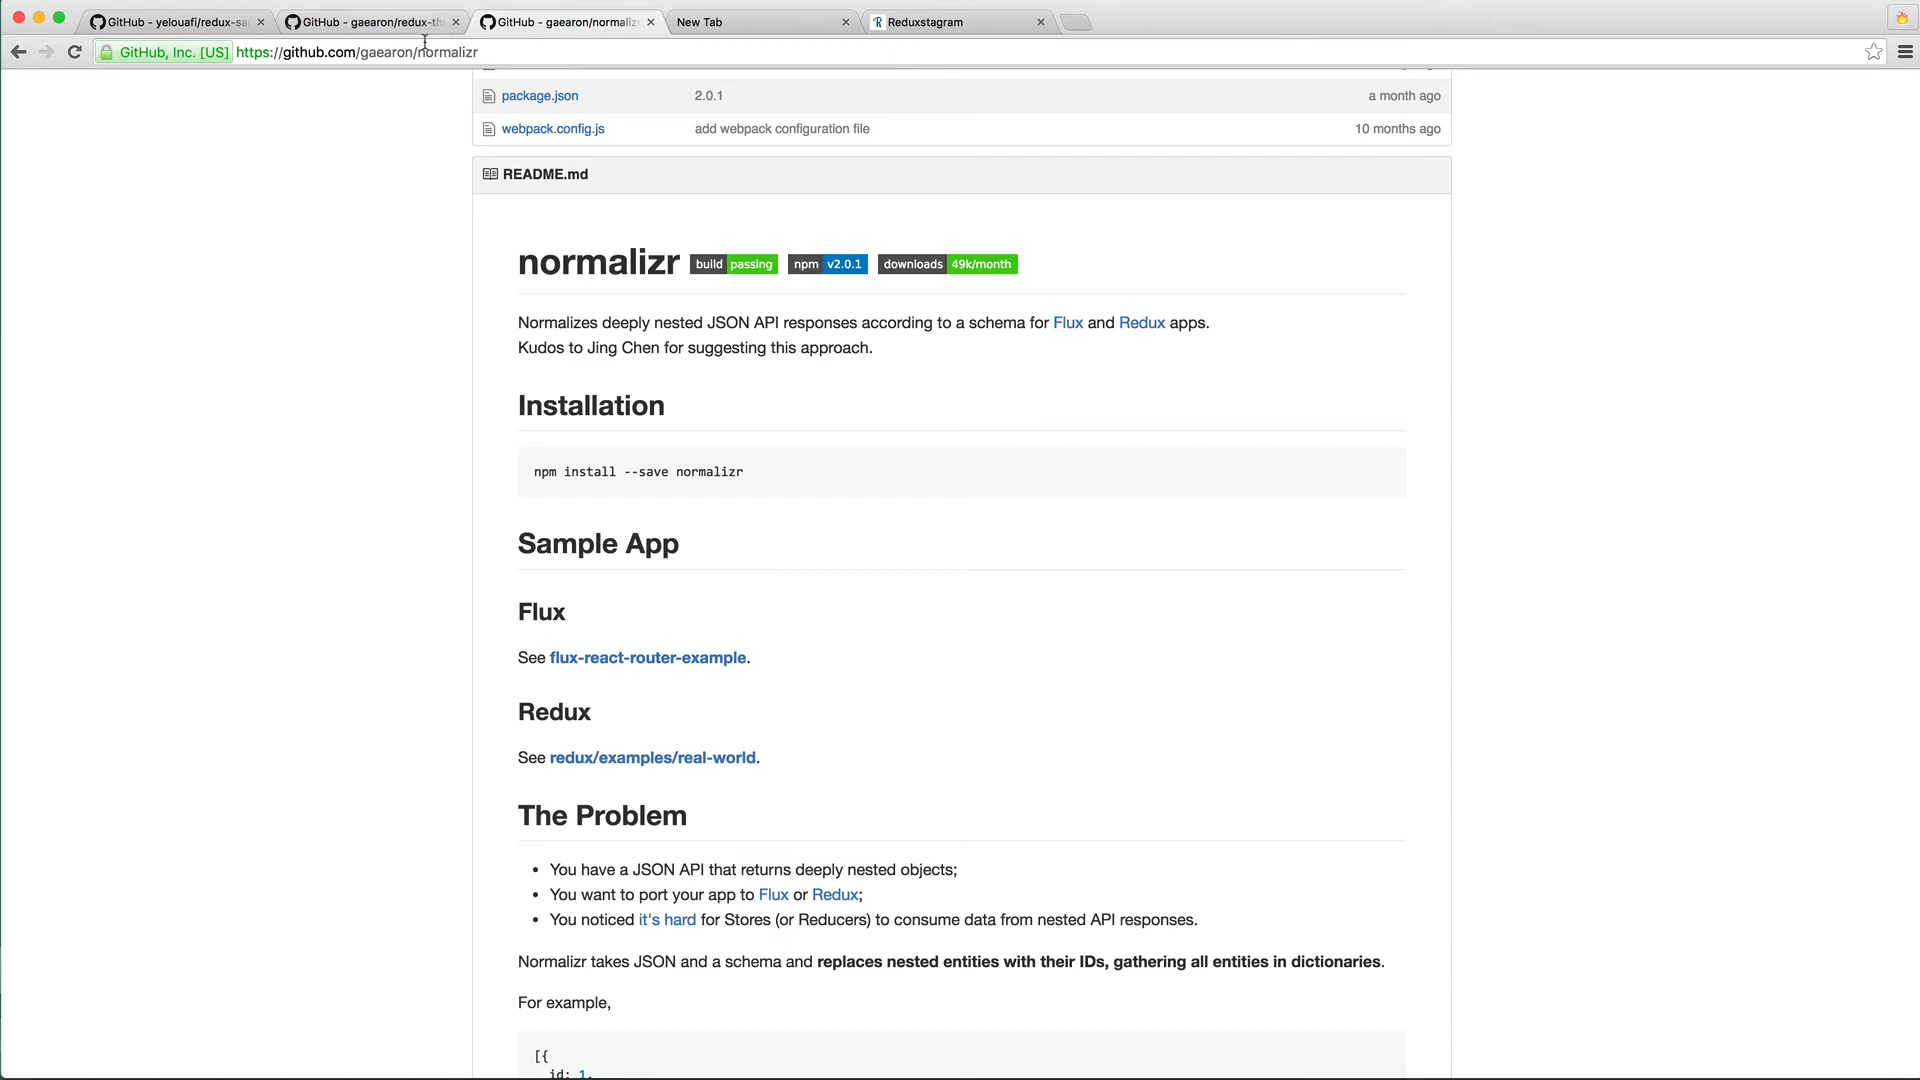 GitHub - yelouafi/redux-sa
GitHub - gaearon/redux-th
GitHub - gaearon/normalizr
New Tab
Reduxstagram
GitHub, Inc. [US]
https://github.com/gaearon/normalizr
package.json 2.0.1 a month ago
webpack.config.js add webpack configuration file 10 months ago
README.md
normalizr build passing npm v2.0.1 downloads 49k/month
Normalizes deeply nested JSON API responses according to a schema for Flux and Redux apps.
Kudos to Jing Chen for suggesting this approach.
Installation
npm install --save normalizr
Sample App
Flux
See flux-react-router-example.
Redux
See redux/examples/real-world.
The Problem
• You have a JSON API that returns deeply nested objects;
• You want to port your app to Flux or Redux;
• You noticed it's hard for Stores (or Reducers) to consume data from nested API responses.
Normalizr takes JSON and a schema and replaces nested entities with their IDs, gathering all entities in dictionaries.
For example,
[{
id: 1,